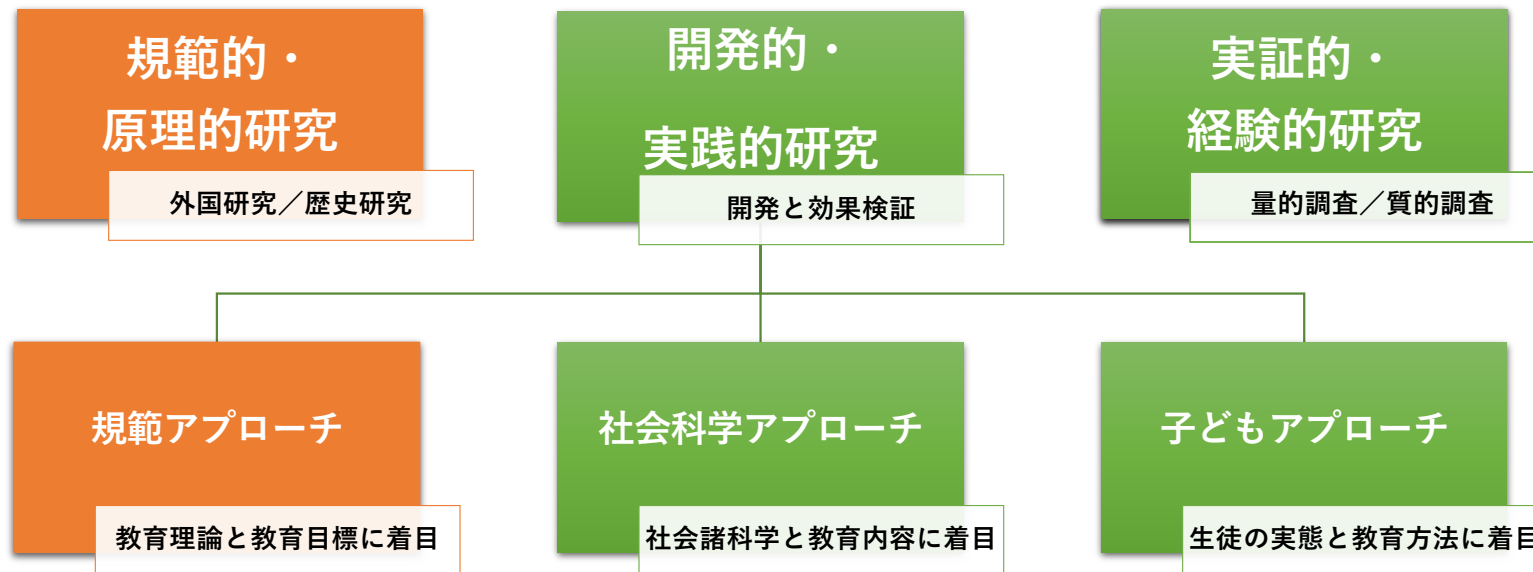 規範的・
原理的研究
外国研究／歴史研究
開発的・
実践的研究
開発と効果検証
実証的・
経験的研究
量的調査／質的調査
規範アプローチ
教育理論と教育目標に着目
社会科学アプローチ
社会諸科学と教育内容に着目
子どもアプローチ
生徒の実態と教育方法に着目